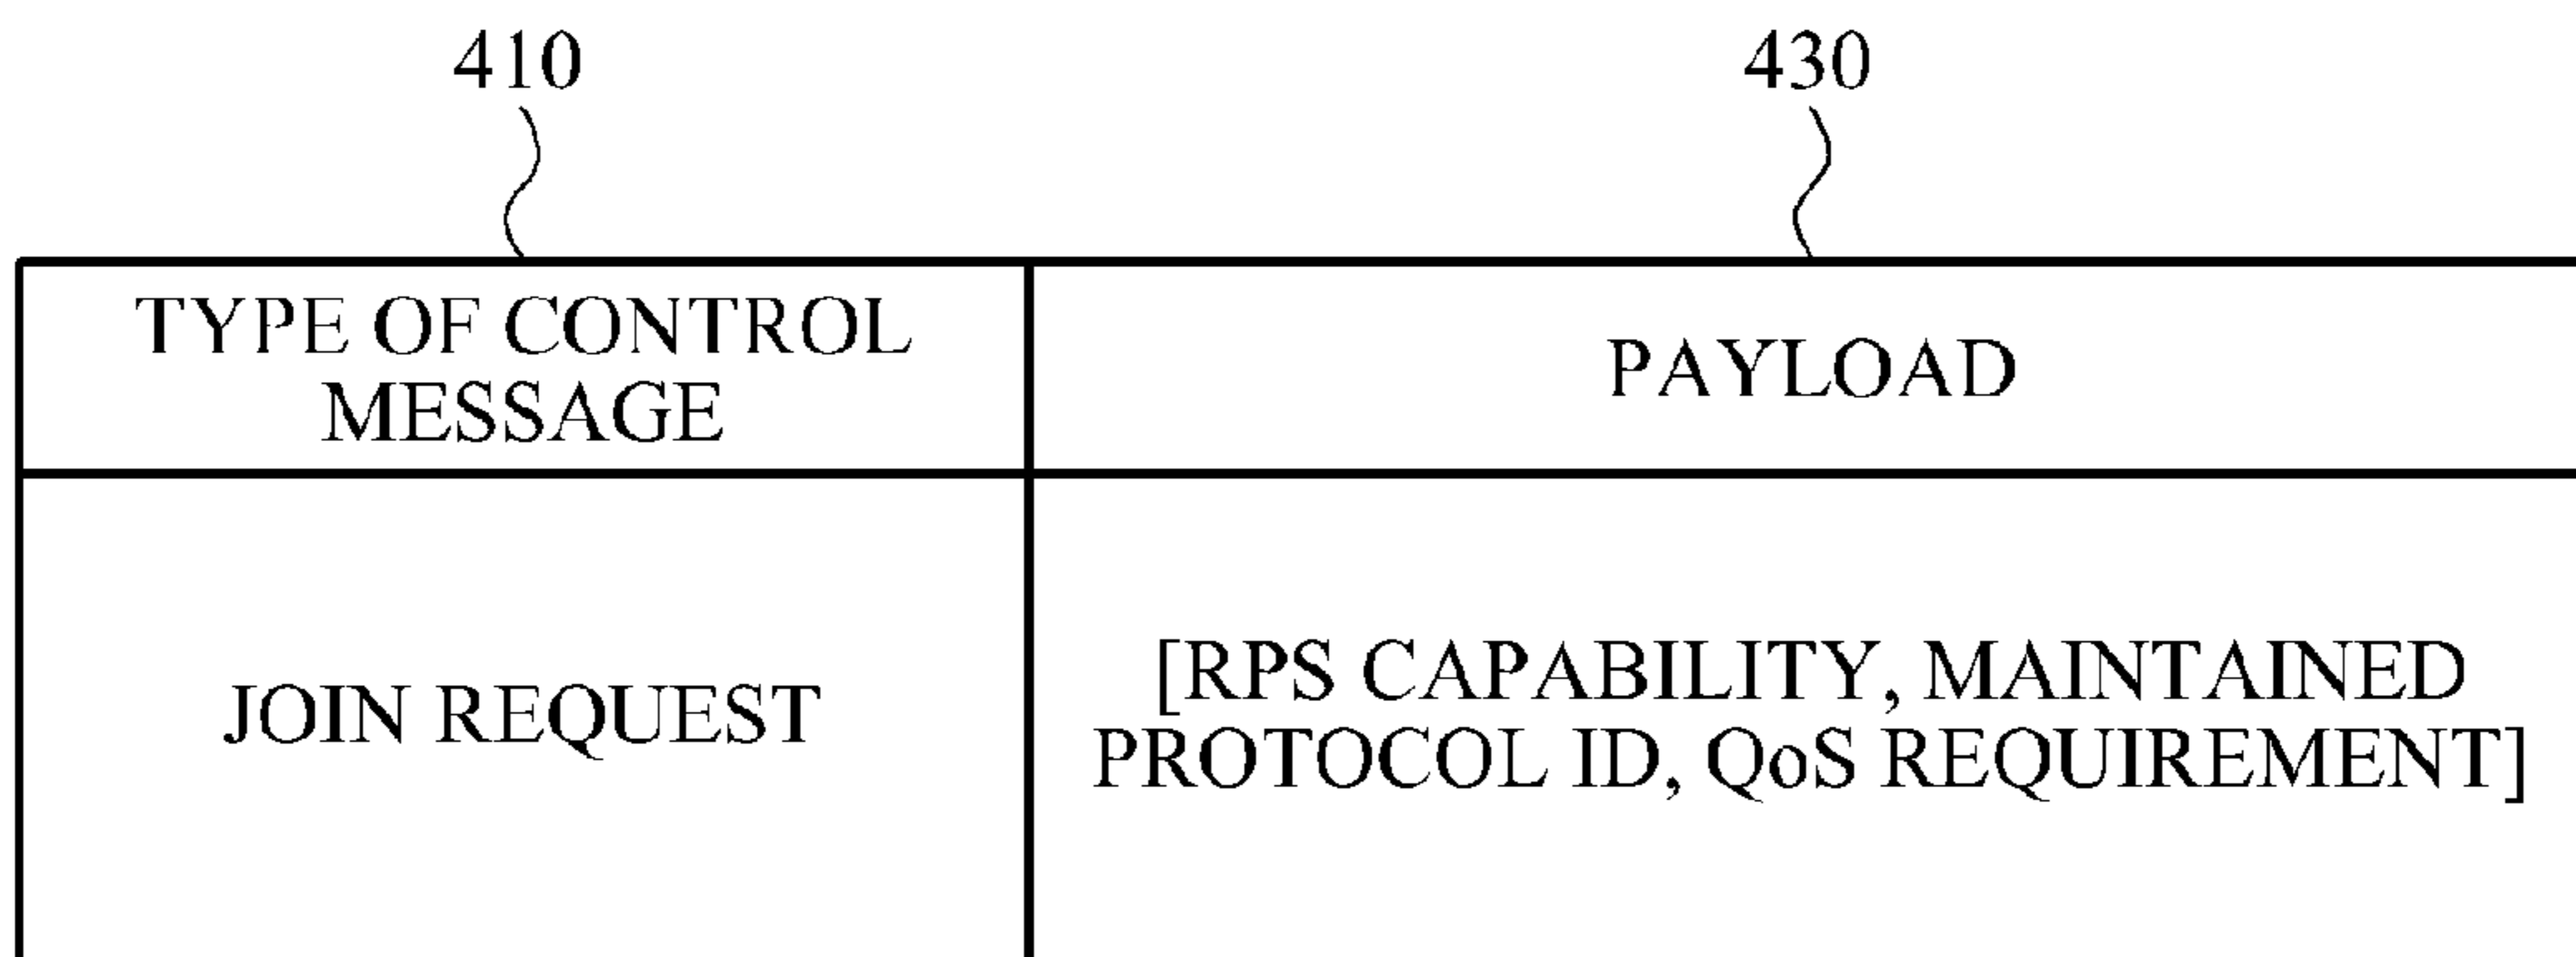 410
430
TYPE OF CONTROL
MESSAGE
PAYLOAD
JOIN REQUEST
[RPS CAPABILITY, MAINTAINED
PROTOCOL ID, QoS REQUIREMENT]